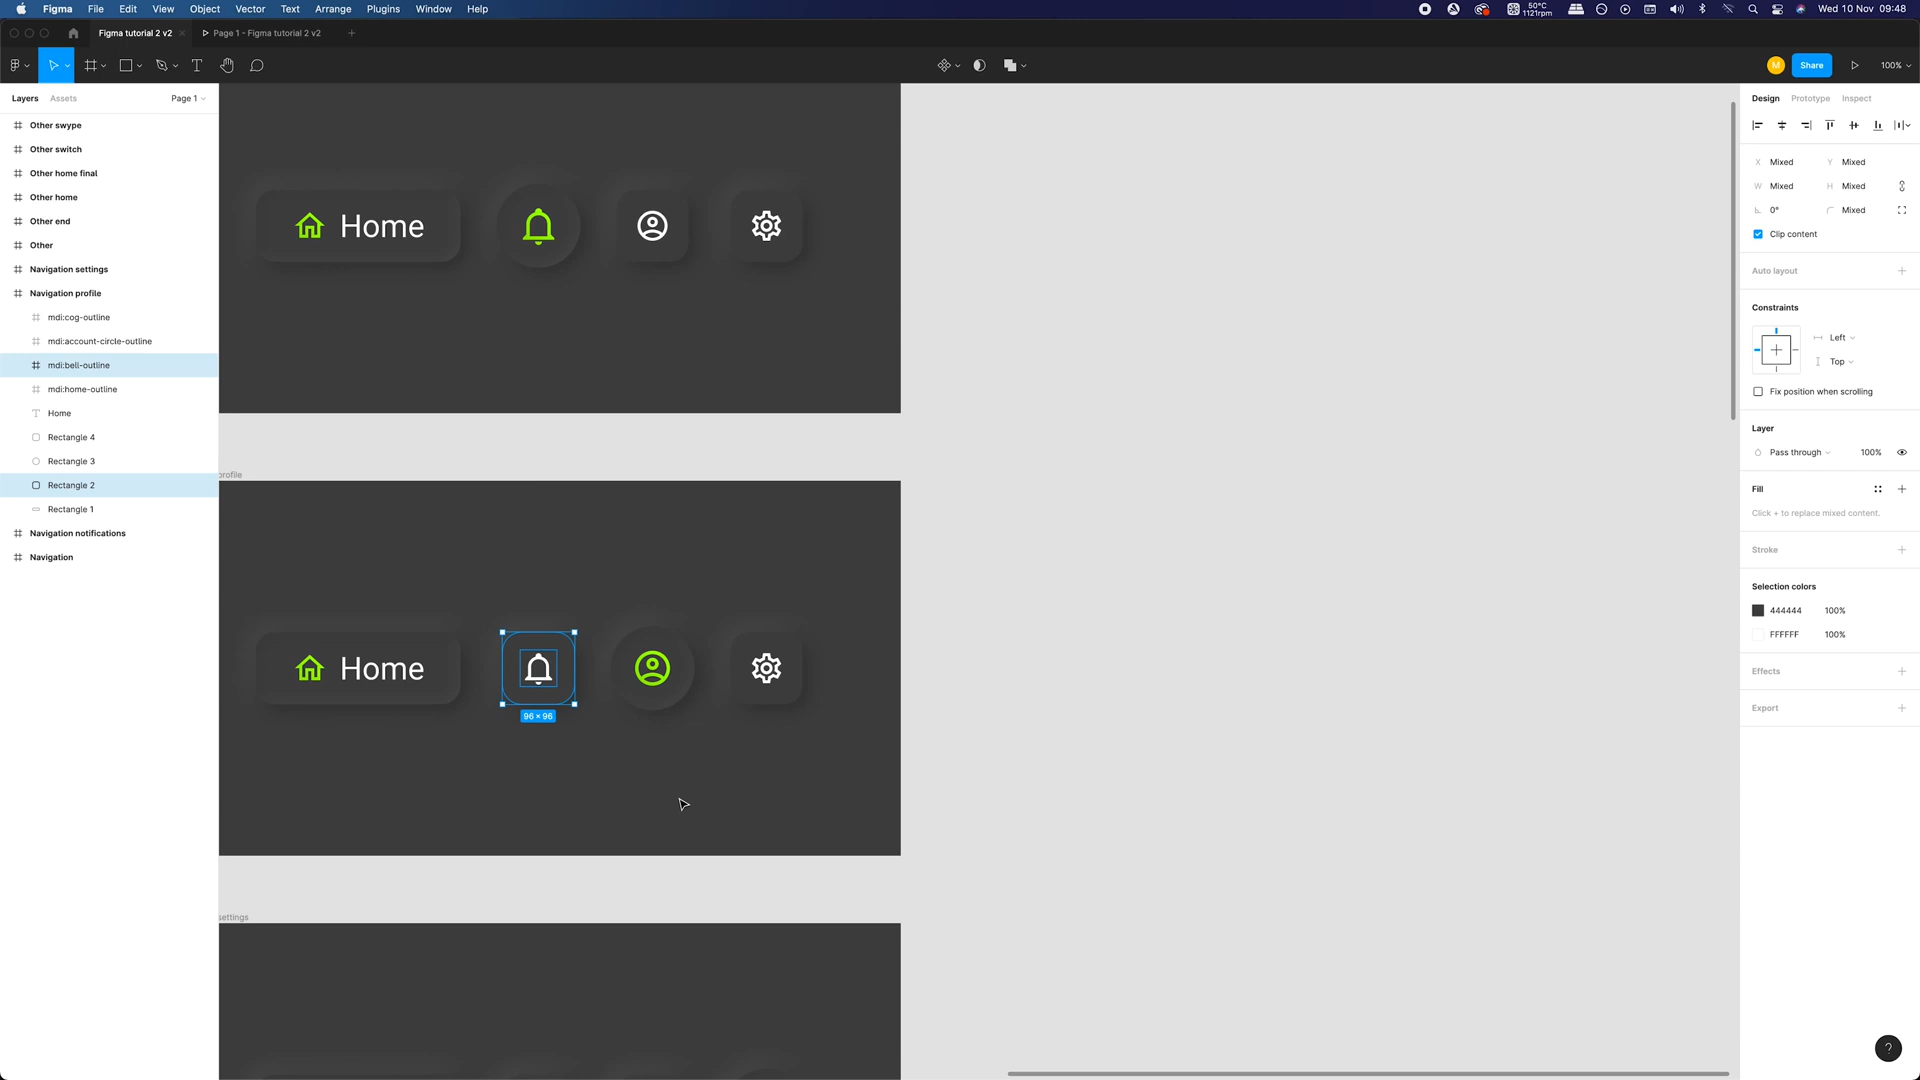 Figma File Edit View Object Vector Text Arrange Plugins Window Help
50°C
1121rpm
Wed 10 Nov 09:48
Figma tutorial 2 v2
Page 1 - Figma tutorial 2 v2
M
Share
100%
Layers Assets Page 1
Other swype
Other switch
Other home final
Other home
Other end
Other
Navigation settings
Navigation profile
mdi:cog-outline
mdi:account-circle-outline
mdi:bell-outline
mdi:home-outline
Home
Rectangle 4
Rectangle 3
Rectangle 2
Rectangle 1
Navigation notifications
Navigation
Home
profile
Home
96 × 96
settings
Design Prototype Inspect
X Mixed Y Mixed
W Mixed H Mixed
0° Mixed
Clip content
Auto layout
Constraints
Left
Top
Fix position when scrolling
Layer
Pass through 100%
Fill
Click + to replace mixed content.
Stroke
Selection colors
444444 100%
FFFFFF 100%
Effects
Export
?